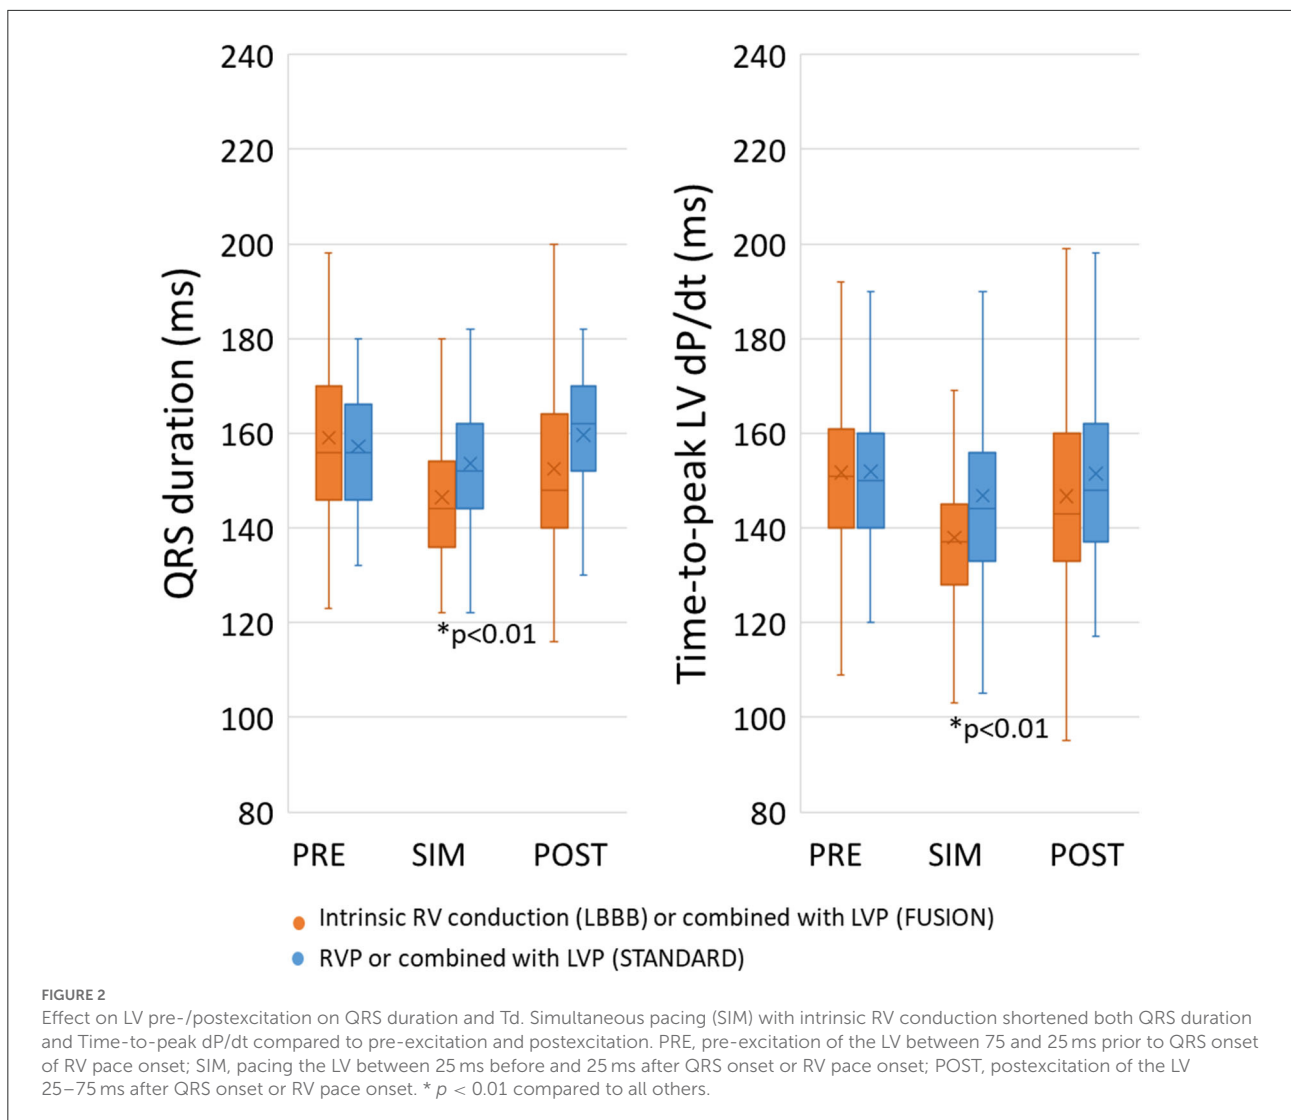 QRS duration (ms)
240
220
200
180
160
140
120
100
80
*p<0.01
PRE SIM POST
Time-to-peak LV dP/dt (ms)
240
220
200
180
160
140
120
100
80
*p<0.01
PRE SIM POST
Intrinsic RV conduction (LBBB) or combined with LVP (FUSION)
RVP or combined with LVP (STANDARD)
FIGURE 2
Effect on LV pre-/postexcitation on QRS duration and Td. Simultaneous pacing (SIM) with intrinsic RV conduction shortened both QRS duration
and Time-to-peak dP/dt compared to pre-excitation and postexcitation. PRE, pre-excitation of the LV between 75 and 25 ms prior to QRS onset
of RV pace onset; SIM, pacing the LV between 25 ms before and 25 ms after QRS onset or RV pace onset; POST, postexcitation of the LV
25–75 ms after QRS onset or RV pace onset. * p < 0.01 compared to all others.